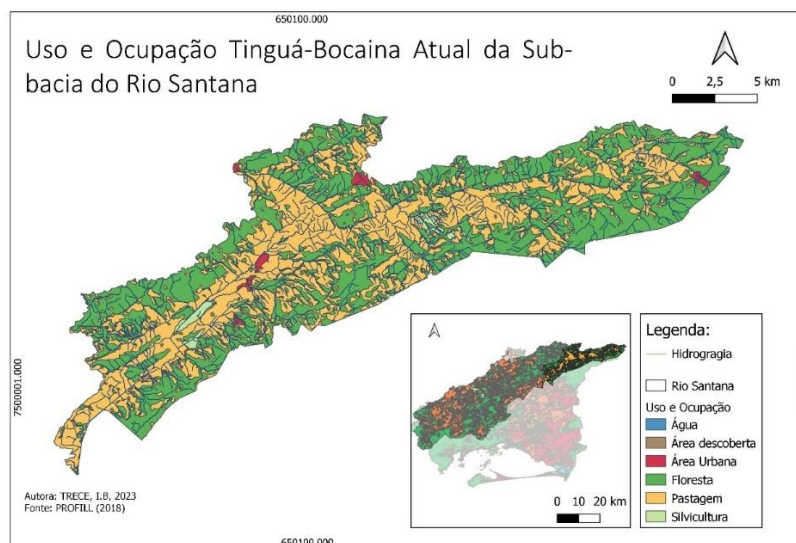 650100.000
Uso e Ocupação Tinguá-Bocaina Atual da Sub-
bacia do Rio Santana
0 2,5 5 km
7500001.000
Legenda:
Hidrogragia
Rio Santana
Uso e Ocupação
Água
Área descoberta
Área Urbana
Floresta
Pastagem
Silvicultura
0 10 20 km
Autora: TRECE, I.B, 2023
Fonte: PROFILL (2018)
650100.000